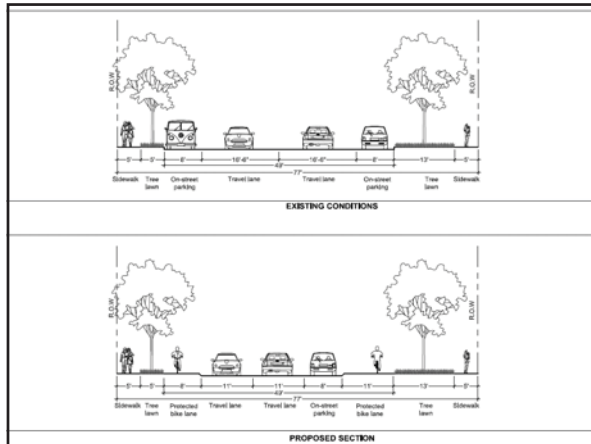 R.O.W
R.O.W
5' 5' 8' 16'-6" 16'-6" 8' 13' 5'
49'
77'
Sidewalk Tree lawn On-street parking Travel lane Travel lane On-street parking Tree lawn Sidewalk
EXISTING CONDITIONS
R.O.W
R.O.W
5' 5' 8' 11' 11' 8' 11' 13' 5'
49'
77'
Sidewalk Tree lawn Protected bike lane Travel lane Travel lane On-street parking Protected bike lane Tree lawn Sidewalk
PROPOSED SECTION